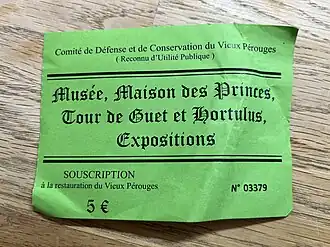 Comité de Défense et de Conservation du Vieux Pérouges
( Reconnu d'Utilité Publique )
Musée, Maison des Princes,
Tour de Guet et Hortulus,
Expositions
SOUSCRIPTION
à la restauration du Vieux Pérouges
N° 03379
5 €